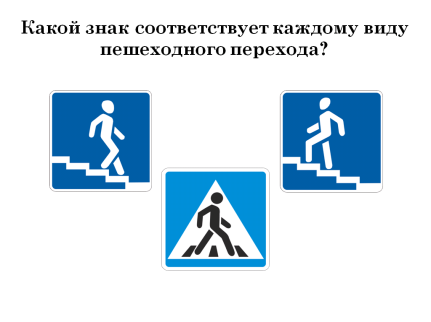 Какой знак соответствует каждому виду
пешеходного перехода?